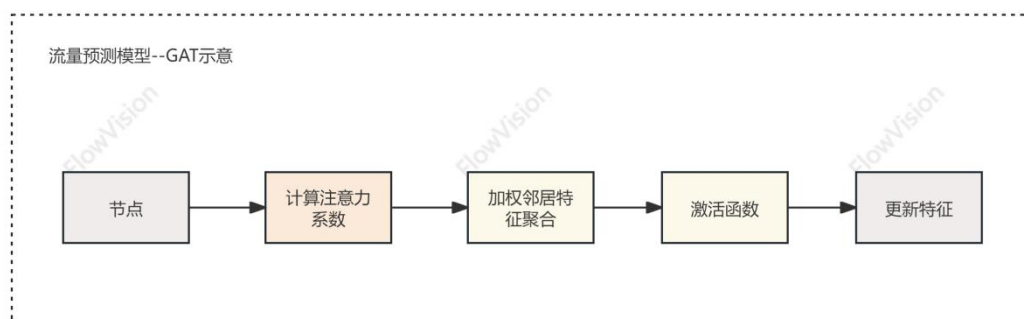 流量预测模型--GAT示意
FlowVision
FlowVision
FlowVision
节点
计算注意力
系数
加权邻居特
征聚合
激活函数
更新特征